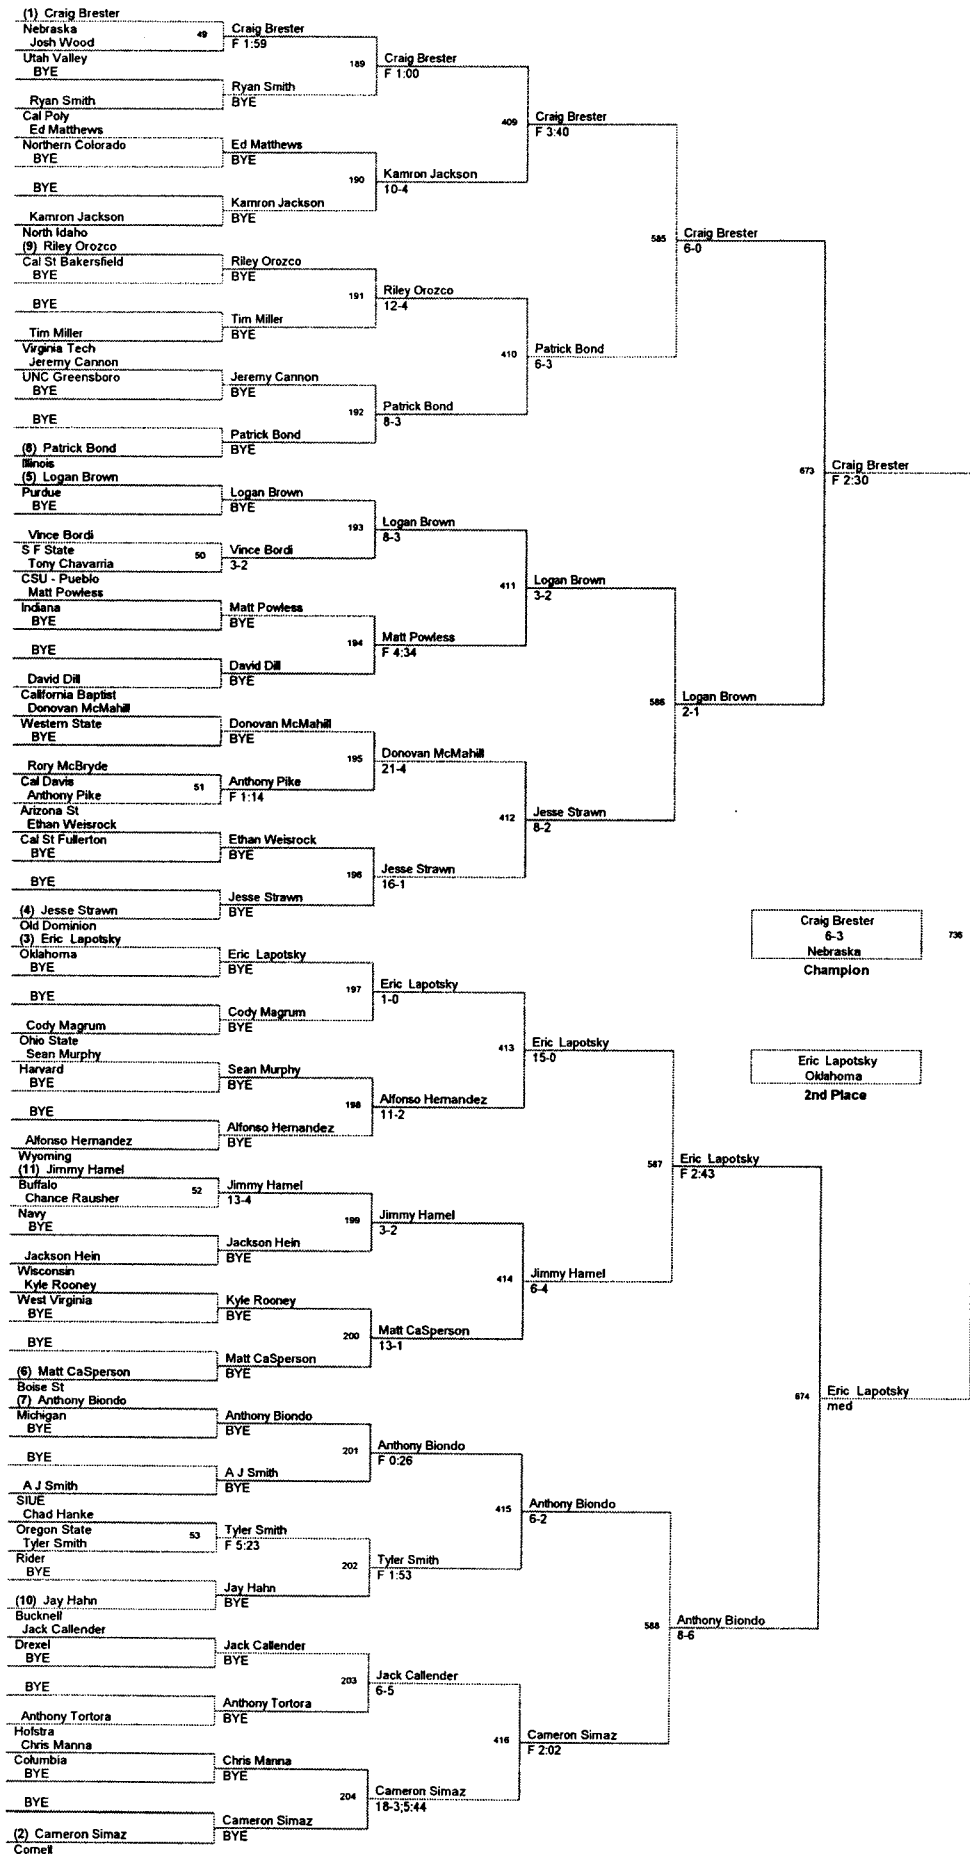 (1) Craig Brester
Nebraska
Josh Wood
Utah Valley
BYE
Ryan Smith
Cal Poly
Ed Matthews
Northern Colorado
BYE
BYE
Kamron Jackson
North Idaho
(9) Riley Orozco
Cal St Bakersfield
BYE
BYE
Tim Miller
Virginia Tech
Jeremy Cannon
UNC Greensboro
BYE
BYE
(8) Patrick Bond
Illinois
(5) Logan Brown
Purdue
BYE
Vince Bordi
S F State
Tony Chavarria
CSU - Pueblo
Matt Powless
Indiana
BYE
BYE
David Dill
California Baptist
Donovan McMahill
Western State
BYE
Rory McBryde
Cal Davis
Anthony Pike
Arizona St
Ethan Weisrock
Cal St Fullerton
BYE
BYE
(4) Jesse Strawn
Old Dominion
(3) Eric Lapotsky
Oklahoma
BYE
BYE
Cody Magrum
Ohio State
Sean Murphy
Harvard
BYE
BYE
Alfonso Hernandez
Wyoming
(11) Jimmy Hamel
Buffalo
Chance Rausher
Navy
BYE
Jackson Hein
Wisconsin
Kyle Rooney
West Virginia
BYE
BYE
(6) Matt CaSperson
Boise St
(7) Anthony Biondo
Michigan
BYE
BYE
A J Smith
SIUE
Chad Hanke
Oregon State
Tyler Smith
Rider
BYE
(10) Jay Hahn
Bucknell
Jack Callender
Drexel
BYE
BYE
Anthony Tortora
Hofstra
Chris Manna
Columbia
BYE
BYE
(2) Cameron Simaz
Cornell
49
Craig Brester
F 1:59
Ryan Smith
BYE
Ed Matthews
BYE
Kamron Jackson
BYE
Riley Orozco
BYE
Tim Miller
BYE
Jeremy Cannon
BYE
Patrick Bond
BYE
Logan Brown
BYE
50
Vince Bordi
3-2
Matt Powless
BYE
David Dill
BYE
Donovan McMahill
BYE
51
Anthony Pike
F 1:14
Ethan Weisrock
BYE
Jesse Strawn
BYE
Eric Lapotsky
BYE
Cody Magrum
BYE
Sean Murphy
BYE
Alfonso Hernandez
BYE
52
Jimmy Hamel
13-4
Jackson Hein
BYE
Kyle Rooney
BYE
Matt CaSperson
BYE
Anthony Biondo
BYE
A J Smith
BYE
53
Tyler Smith
F 5:23
Jay Hahn
BYE
Jack Callender
BYE
Anthony Tortora
BYE
Chris Manna
BYE
Cameron Simaz
BYE
189
Craig Brester
F 1:00
190
Kamron Jackson
10-4
191
Riley Orozco
12-4
192
Patrick Bond
8-3
193
Logan Brown
8-3
194
Matt Powless
F 4:34
195
Donovan McMahill
21-4
196
Jesse Strawn
16-1
197
Eric Lapotsky
1-0
198
Alfonso Hernandez
11-2
199
Jimmy Hamel
3-2
200
Matt CaSperson
13-1
201
Anthony Biondo
F 0:26
202
Tyler Smith
F 1:53
203
Jack Callender
6-5
204
Cameron Simaz
18-3;5:44
409
Craig Brester
F 3:40
410
Patrick Bond
6-3
411
Logan Brown
3-2
412
Jesse Strawn
8-2
413
Eric Lapotsky
15-0
414
Jimmy Hamel
6-4
415
Anthony Biondo
6-2
416
Cameron Simaz
F 2:02
585
Craig Brester
6-0
586
Logan Brown
2-1
587
Eric Lapotsky
F 2:43
588
Anthony Biondo
8-6
673
Craig Brester
F 2:30
674
Eric Lapotsky
med
Craig Brester
6-3
Nebraska
Champion
736
Eric Lapotsky
Oklahoma
2nd Place